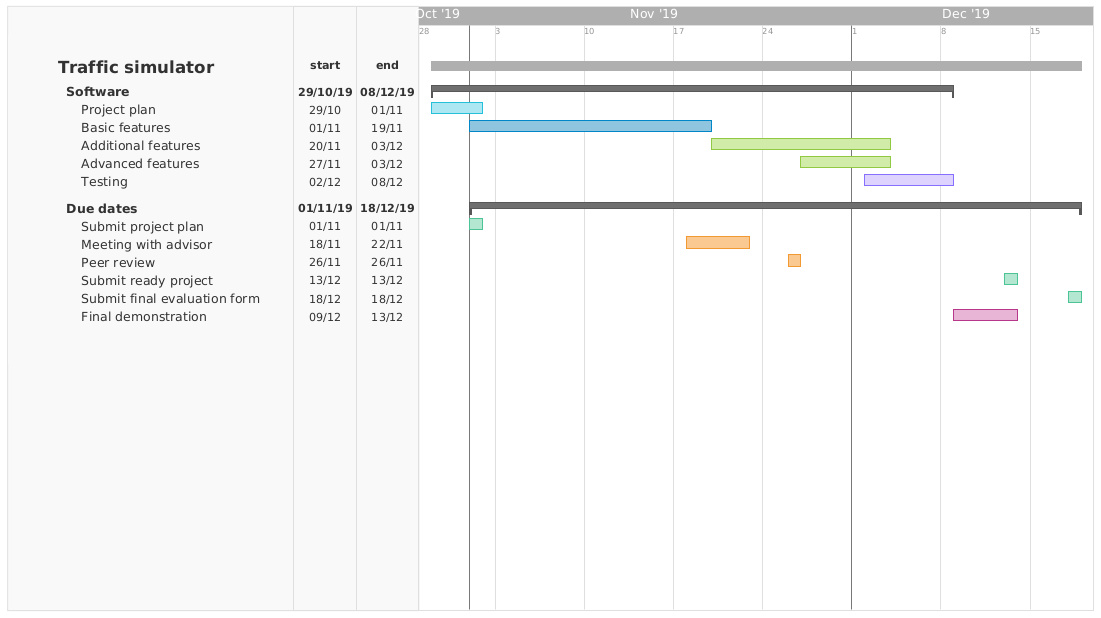 Oct '19 Nov '19 Dec '19
28 3 10 17 24 1 8 15
Traffic simulator start end
Software 29/10/19 08/12/19
Project plan 29/10 01/11
Basic features 01/11 19/11
Additional features 20/11 03/12
Advanced features 27/11 03/12
Testing 02/12 08/12
Due dates 01/11/19 18/12/19
Submit project plan 01/11 01/11
Meeting with advisor 18/11 22/11
Peer review 26/11 26/11
Submit ready project 13/12 13/12
Submit final evaluation form 18/12 18/12
Final demonstration 09/12 13/12